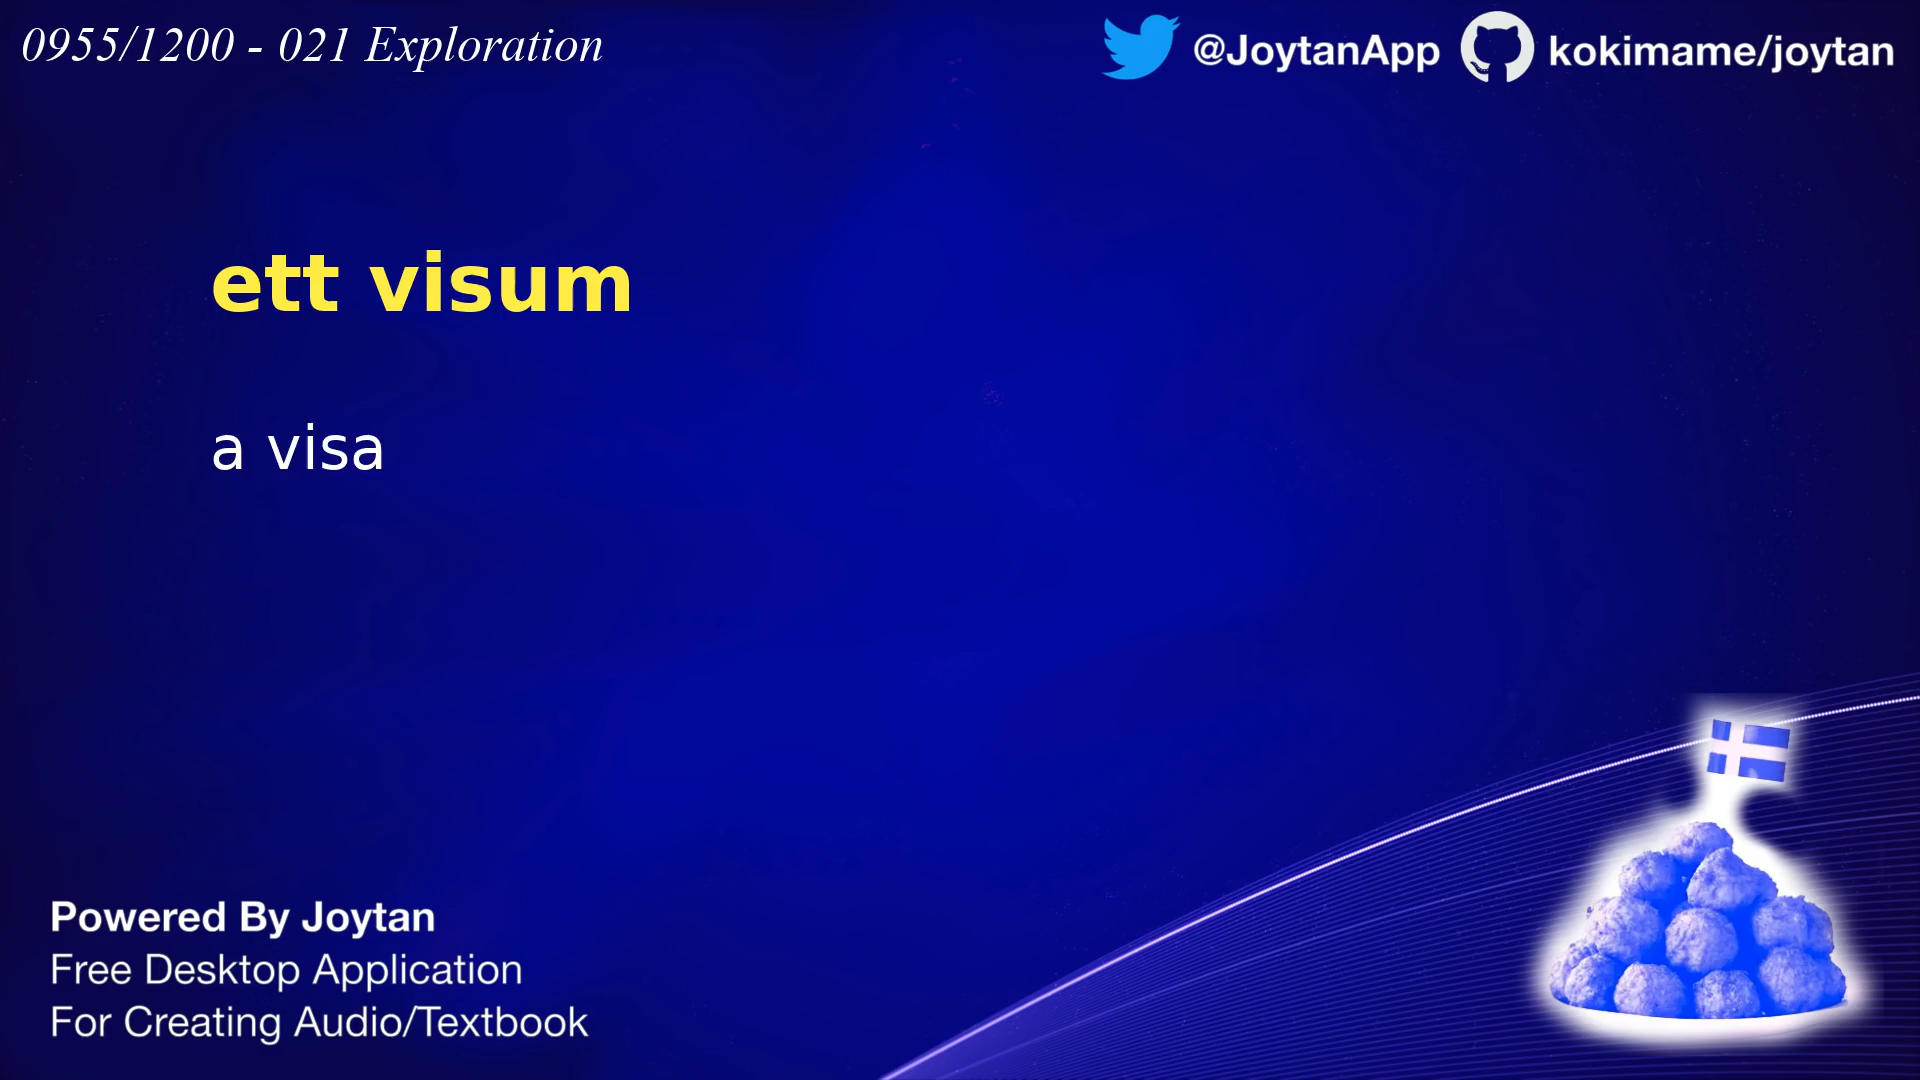 0955/1200 - 021 Exploration
@JoytanApp
kokimame/joytan
ett visum
a visa
Powered By Joytan
Free Desktop Application
For Creating Audio/Textbook